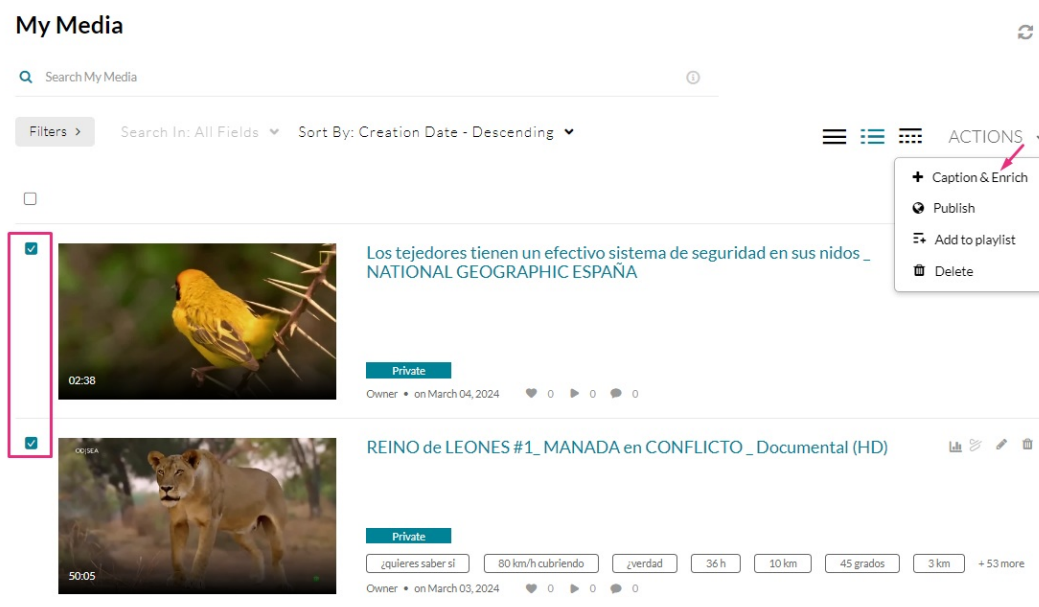 My Media
Search My Media
Filters >
Search In: All Fields
Sort By: Creation Date - Descending
ACTIONS
Caption & Enrich
Publish
Add to playlist
Delete
02:38
Los tejedores tienen un efectivo sistema de seguridad en sus nidos _
NATIONAL GEOGRAPHIC ESPAÑA
Private
Owner • on March 04, 2024 0 0 0
ODISEA
50:05
REINO de LEONES #1_ MANADA en CONFLICTO _ Documental (HD)
Private
¿quieres saber si 80 km/h cubriendo ¿verdad 36 h 10 km 45 grados 3 km + 53 more
Owner • on March 03, 2024 0 0 0